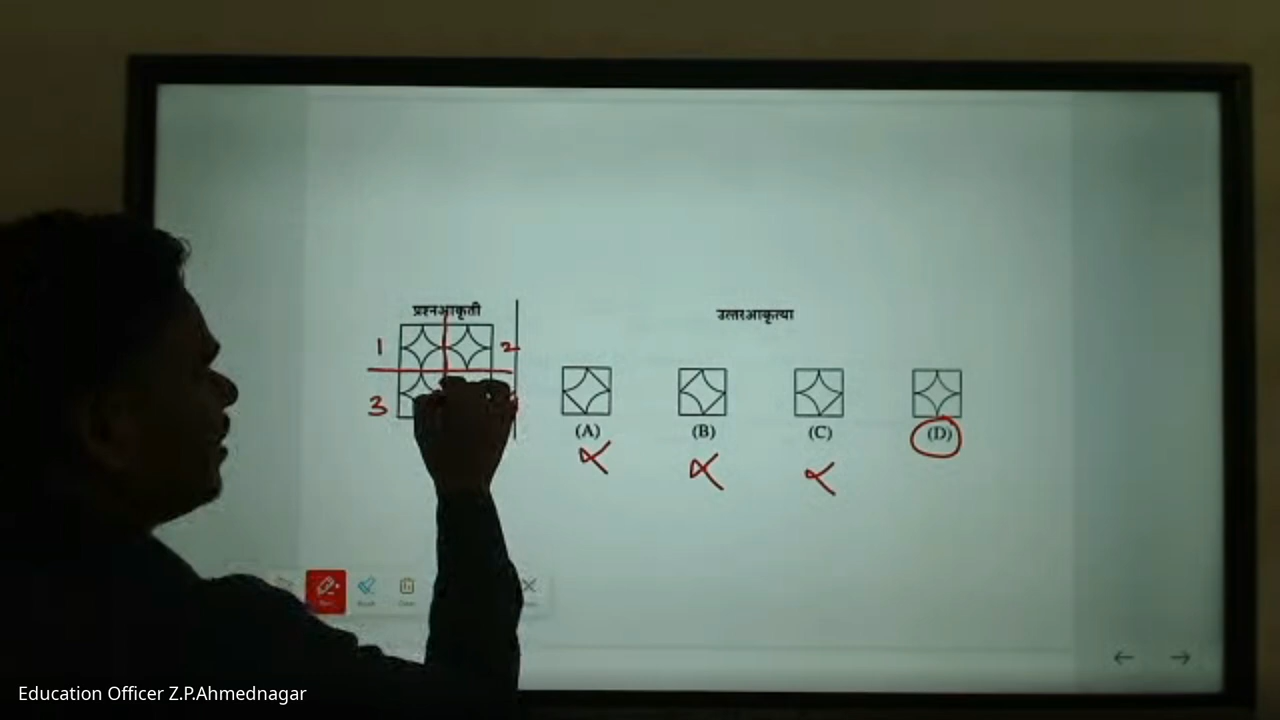 प्रश्नआकृती
उत्तरआकृत्या
1
2
3
(A)
(B)
(C)
(D)
Education Officer Z.P.Ahmednagar